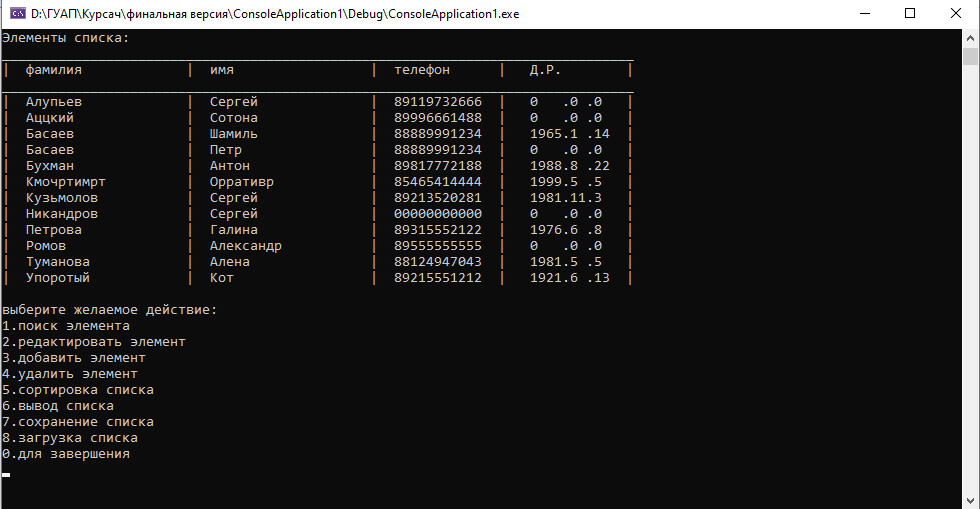 D:\ГУАП\Курсач\финальная версия\ConsoleApplication1\Debug\ConsoleApplication1.exe
Элементы списка:
| фамилия | имя | телефон | Д.Р. |
| Алупьев | Сергей | 89119732666 | 0 .0 .0 |
| Аццкий | Сотона | 89996661488 | 0 .0 .0 |
| Басаев | Шамиль | 88889991234 | 1965.1 .14 |
| Басаев | Петр | 88889991234 | 0 .0 .0 |
| Бухман | Антон | 89817772188 | 1988.8 .22 |
| Кмочртимрт | Орративр | 85465414444 | 1999.5 .5 |
| Кузьмолов | Сергей | 89213520281 | 1981.11.3 |
| Никандров | Сергей | 00000000000 | 0 .0 .0 |
| Петрова | Галина | 89315552122 | 1976.6 .8 |
| Ромов | Александр | 89555555555 | 0 .0 .0 |
| Туманова | Алена | 88124947043 | 1981.5 .5 |
| Упоротый | Кот | 89215551212 | 1921.6 .13 |
выберите желаемое действие:
1.поиск элемента
2.редактировать элемент
3.добавить элемент
4.удалить элемент
5.сортировка списка
6.вывод списка
7.сохранение списка
8.загрузка списка
0.для завершения